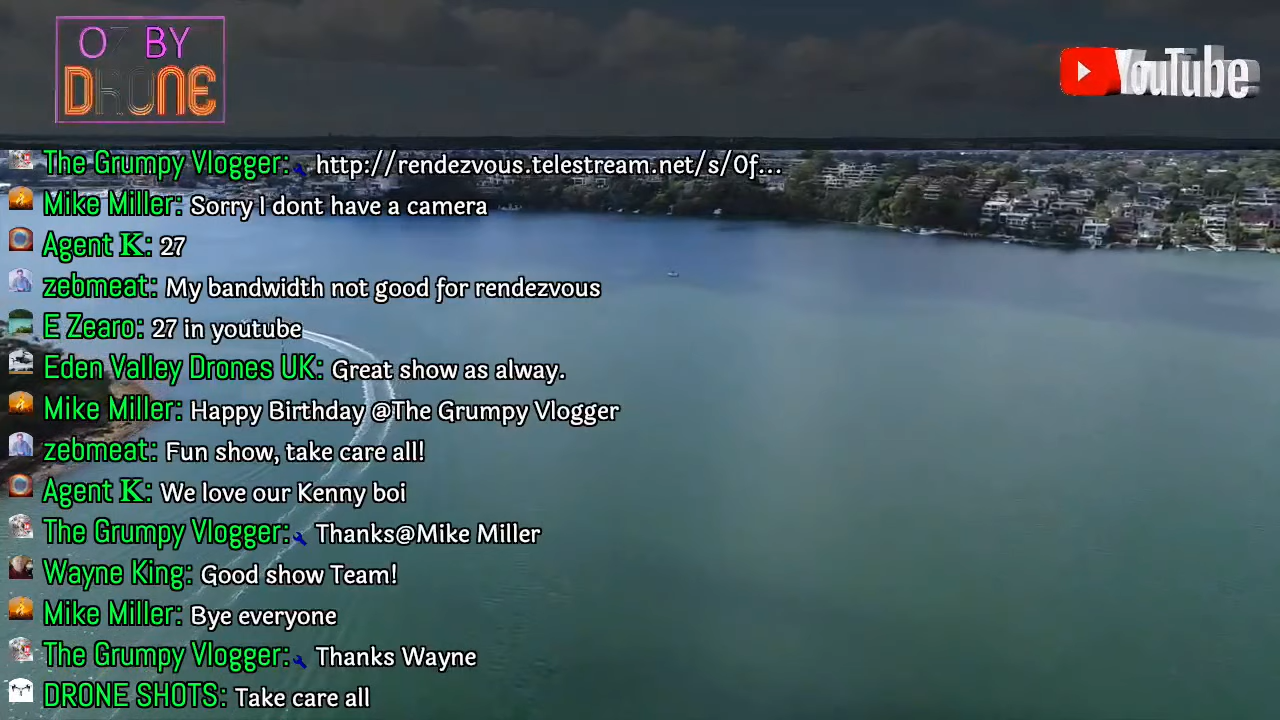 OZ BY
DRONE
YouTube
The Grumpy Vlogger: http://rendezvous.telestream.net/s/0f...
Mike Miller: Sorry I dont have a camera
Agent K: 27
zebmeat: My bandwidth not good for rendezvous
E Zearo: 27 in youtube
Eden Valley Drones UK: Great show as alway.
Mike Miller: Happy Birthday @The Grumpy Vlogger
zebmeat: Fun show, take care all!
Agent K: We love our Kenny boi
The Grumpy Vlogger: Thanks@Mike Miller
Wayne King: Good show Team!
Mike Miller: Bye everyone
The Grumpy Vlogger: Thanks Wayne
DRONE SHOTS: Take care all